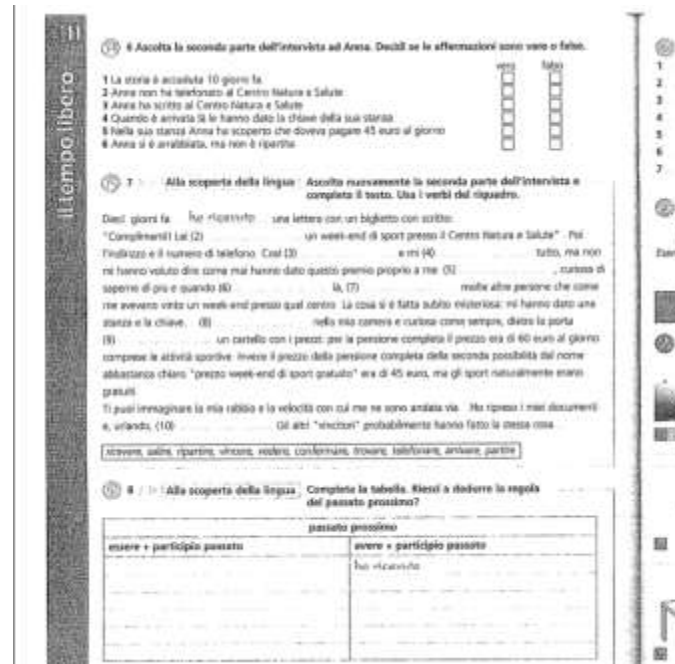 11
Il tempo libero
6 Ascolta la seconda parte dell'intervista ad Anna. Decidi se le affermazioni sono vere o false.
vero falso
1 La storia è accaduta 10 giorni fa
2 Anna non ha telefonato al Centro Natura e Salute
3 Anna ha scritto al Centro Natura e Salute
4 Quando è arrivata là le hanno dato la chiave della sua stanza
5 Nella sua stanza Anna ha scoperto che doveva pagare 45 euro al giorno
6 Anna si è arrabbiata, ma non è ripartita
7 Alla scoperta della lingua Ascolta nuovamente la seconda parte dell'intervista e
completa il testo. Usa i verbi del riquadro.
Dieci giorni fa ho ricevuto una lettera con un biglietto con scritto:
"Complimenti! Lei (2) un week-end di sport presso il Centro Natura e Salute". Poi
l'indirizzo e il numero di telefono. Così (3) e mi (4) tutto, ma non
mi hanno voluto dire come mai hanno dato questo premio proprio a me (5) , curiosa di
saperne di più e quando (6) là, (7) molte altre persone che come
me avevano vinto un week-end presso quel centro. La cosa si è fatta subito misteriosa: mi hanno dato una
stanza e la chiave. (8) nella mia camera e curiosa come sempre, dietro la porta
(9) un cartello con i prezzi: per la pensione completa il prezzo era di 60 euro al giorno
comprese le attività sportive. Invece il prezzo della pensione completa della seconda possibilità dal nome
abbastanza chiaro "prezzo week-end di sport gratuito" era di 45 euro, ma gli sport naturalmente erano
gratuiti.
Ti puoi immaginare la mia rabbia e la velocità con cui me ne sono andata via. Ho ripreso i miei documenti
e, urlando, (10) Gli altri "vincitori" probabilmente hanno fatto la stessa cosa.
ricevere, salire, ripartire, vincere, vedere, confermare, trovare, telefonare, arrivare, partire
8 Alla scoperta della lingua Completa la tabella. Riesci a dedurre la regola
del passato prossimo?
passato prossimo
essere + participio passato avere + participio passato
ho ricevuto
1
2
3
4
5
6
7